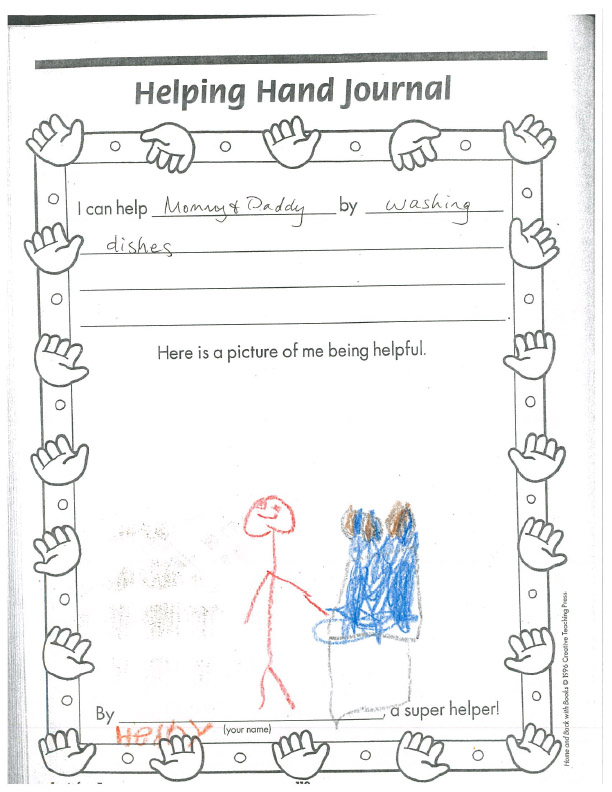 Helping Hand Journal
I can help Mommy & Daddy by washing
dishes
Here is a picture of me being helpful.
By Helby, a super helper!
(your name)
Home and Back with Books © 1996 Creative Teaching Press